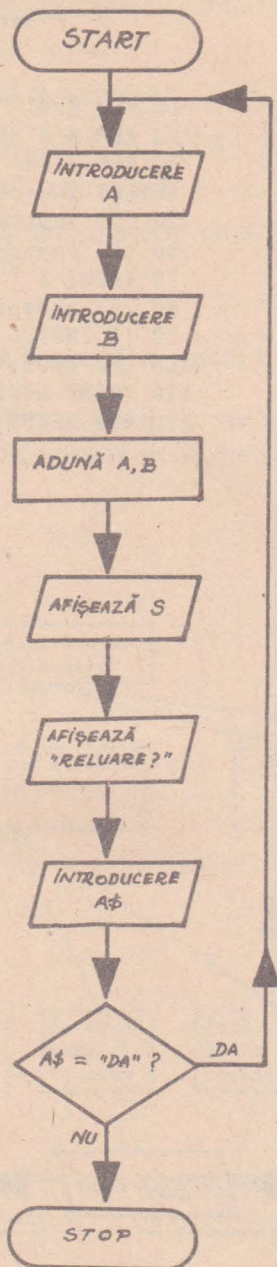 START
INTRODUCERE
A
INTRODUCERE
B
ADUNĂ A,B
AFIŞEAZĂ S
AFIŞEAZĂ
"RELUARE?"
INTRODUCERE
A$
A$ = "DA" ?
DA
NU
STOP